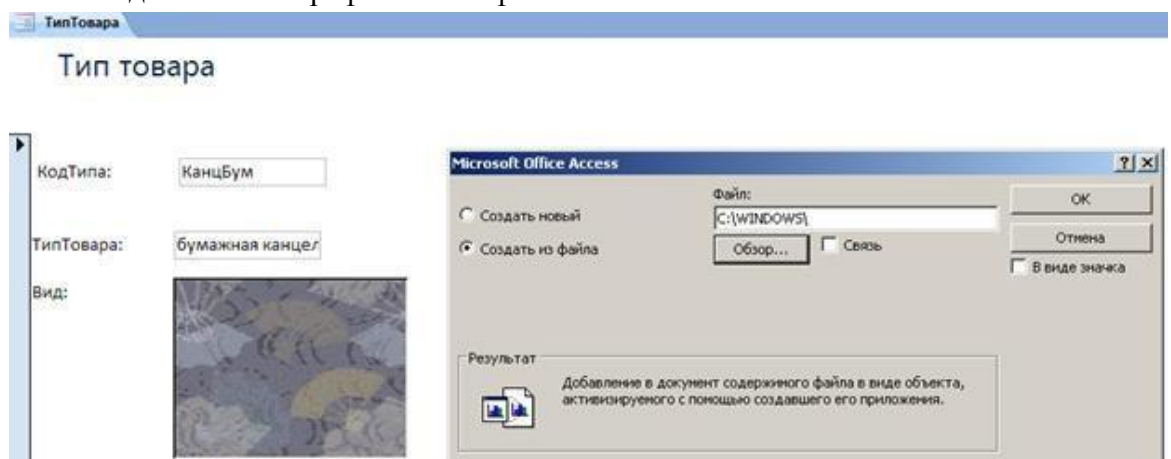 ТипТовара
Тип товара
КодТипа:
КанцБум
ТипТовара:
бумажная канцел
Вид:
Microsoft Office Access
Создать новый
Создать из файла
Файл:
C:\WINDOWS\
Обзор...
Связь
OK
Отмена
В виде значка
Результат
Добавление в документ содержимого файла в виде объекта,
активизируемого с помощью создавшего его приложения.